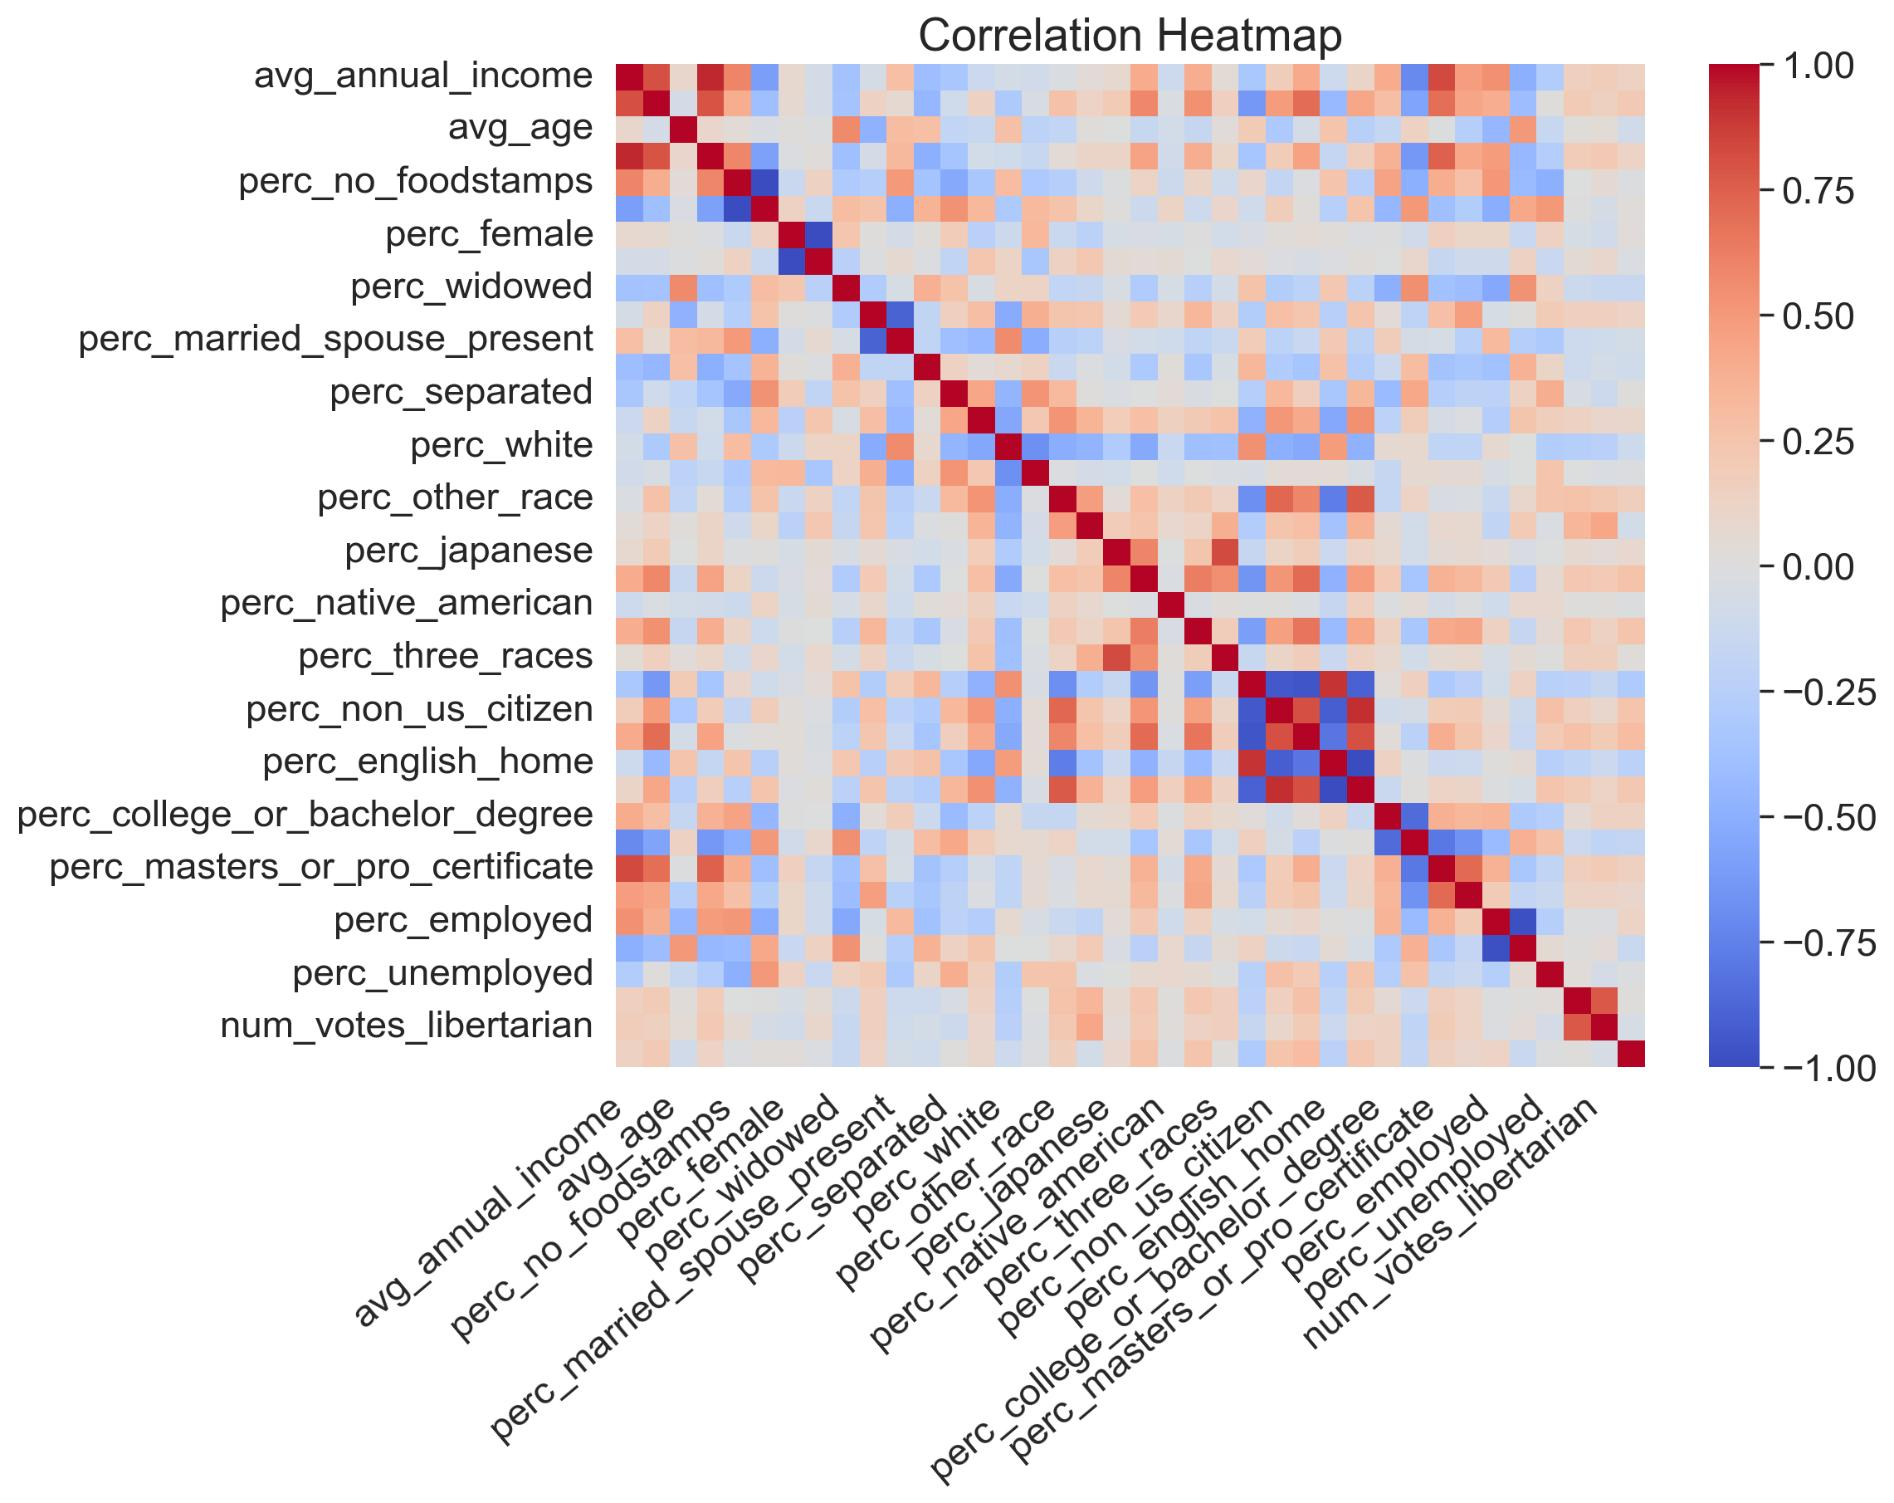 Correlation Heatmap
avg_annual_income
avg_age
perc_no_foodstamps
perc_female
perc_widowed
perc_married_spouse_present
perc_separated
perc_white
perc_other_race
perc_japanese
perc_native_american
perc_three_races
perc_non_us_citizen
perc_english_home
perc_college_or_bachelor_degree
perc_masters_or_pro_certificate
perc_employed
perc_unemployed
num_votes_libertarian
1.00
0.75
0.50
0.25
0.00
−0.25
−0.50
−0.75
−1.00
avg_annual_income
avg_age
perc_no_foodstamps
perc_female
perc_widowed
perc_married_spouse_present
perc_separated
perc_white
perc_other_race
perc_japanese
perc_native_american
perc_three_races
perc_non_us_citizen
perc_english_home
perc_college_or_bachelor_degree
perc_masters_or_pro_certificate
perc_employed
perc_unemployed
num_votes_libertarian